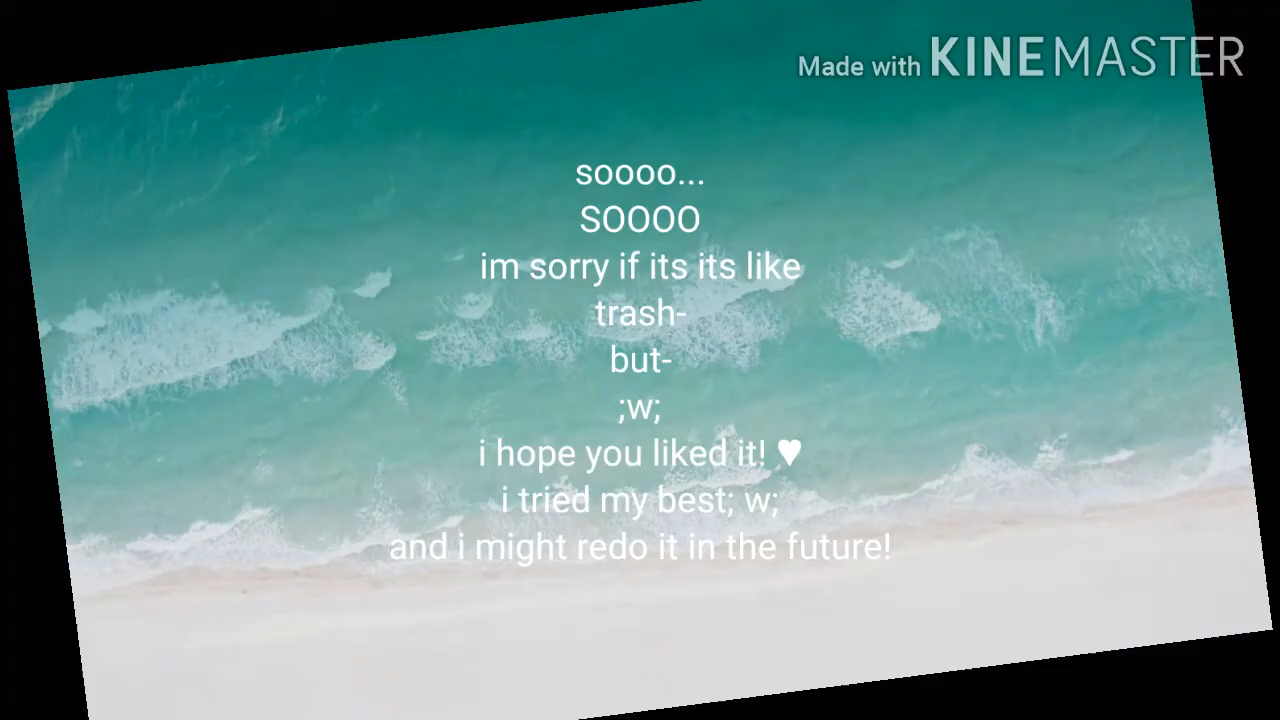 Made with KINEMASTER
soooo...
SOOOO
im sorry if its its like
trash-
but-
;w;
i hope you liked it! ♥
i tried my best; w;
and i might redo it in the future!